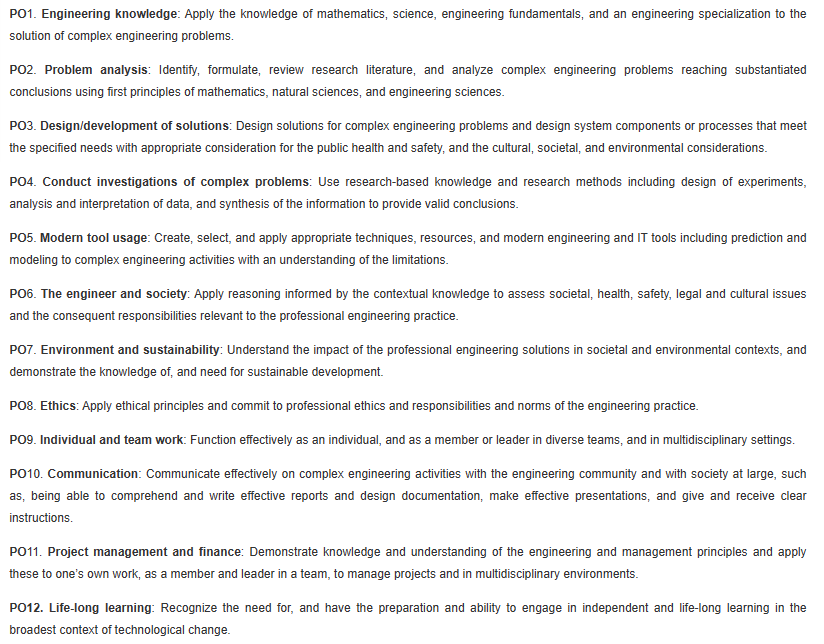 PO1. Engineering knowledge: Apply the knowledge of mathematics, science, engineering fundamentals, and an engineering specialization to the
solution of complex engineering problems.
PO2. Problem analysis: Identify, formulate, review research literature, and analyze complex engineering problems reaching substantiated
conclusions using first principles of mathematics, natural sciences, and engineering sciences.
PO3. Design/development of solutions: Design solutions for complex engineering problems and design system components or processes that meet
the specified needs with appropriate consideration for the public health and safety, and the cultural, societal, and environmental considerations.
PO4. Conduct investigations of complex problems: Use research-based knowledge and research methods including design of experiments,
analysis and interpretation of data, and synthesis of the information to provide valid conclusions.
PO5. Modern tool usage: Create, select, and apply appropriate techniques, resources, and modern engineering and IT tools including prediction and
modeling to complex engineering activities with an understanding of the limitations.
PO6. The engineer and society: Apply reasoning informed by the contextual knowledge to assess societal, health, safety, legal and cultural issues
and the consequent responsibilities relevant to the professional engineering practice.
PO7. Environment and sustainability: Understand the impact of the professional engineering solutions in societal and environmental contexts, and
demonstrate the knowledge of, and need for sustainable development.
PO8. Ethics: Apply ethical principles and commit to professional ethics and responsibilities and norms of the engineering practice.
PO9. Individual and team work: Function effectively as an individual, and as a member or leader in diverse teams, and in multidisciplinary settings.
PO10. Communication: Communicate effectively on complex engineering activities with the engineering community and with society at large, such
as, being able to comprehend and write effective reports and design documentation, make effective presentations, and give and receive clear
instructions.
PO11. Project management and finance: Demonstrate knowledge and understanding of the engineering and management principles and apply
these to one's own work, as a member and leader in a team, to manage projects and in multidisciplinary environments.
PO12. Life-long learning: Recognize the need for, and have the preparation and ability to engage in independent and life-long learning in the
broadest context of technological change.